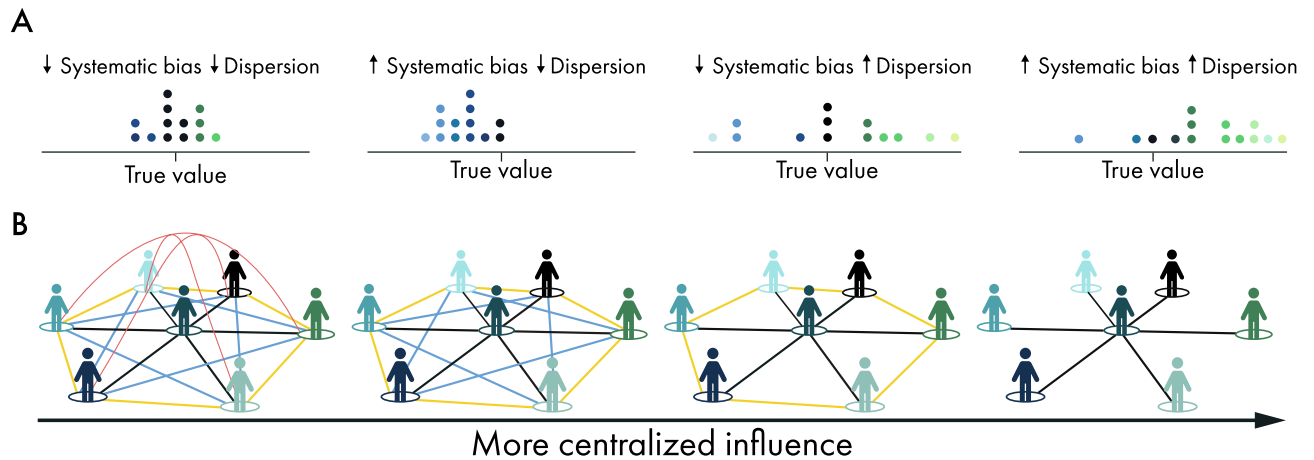 A
↓ Systematic bias ↓ Dispersion
↑ Systematic bias ↓ Dispersion
↓ Systematic bias ↑ Dispersion
↑ Systematic bias ↑ Dispersion
True value
True value
True value
True value
B
More centralized influence